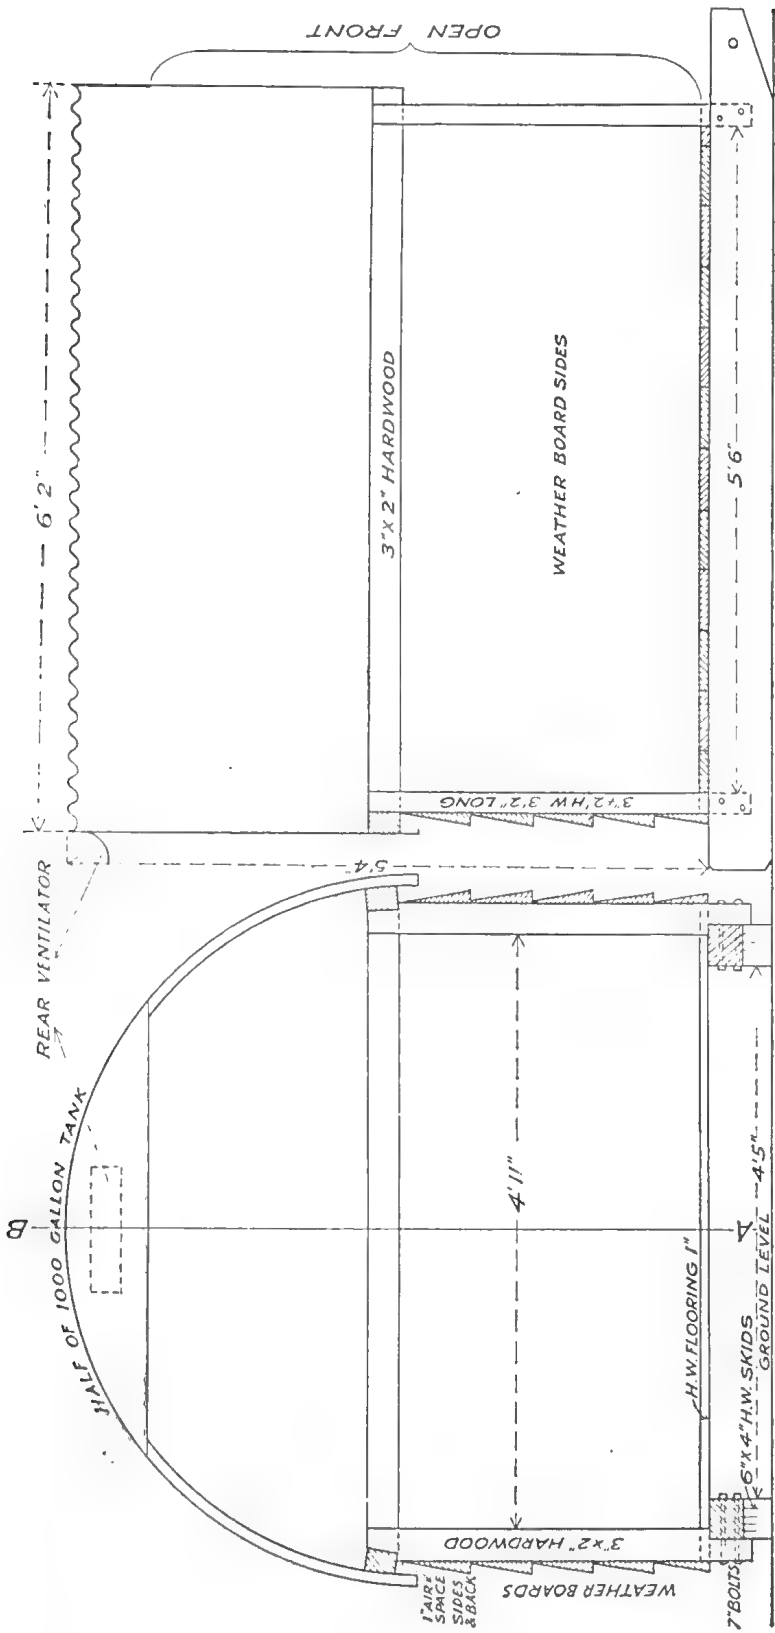 OPEN FRONT
6' 2"
3" X 2" HARDWOOD
WEATHER BOARD SIDES
5'6"
3"×2" HW 3'2" LONG
5'4"
REAR VENTILATOR
HALF OF 1000 GALLON TANK
B
4'11"
A
H.W. FLOORING 1"
4'5"
6"X 4" H.W. SKIDS
GROUND LEVEL
3"x2" HARDWOOD
1" AIR
SPACE
SIDES
& BACK
WEATHER BOARDS
7" BOLTS